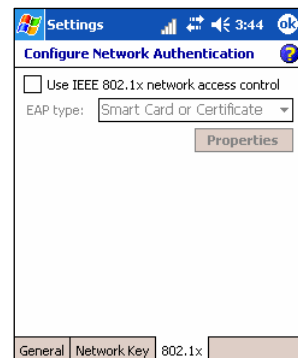 Settings 3:44 ok
Configure Network Authentication ?
Use IEEE 802.1x network access control
EAP type: Smart Card or Certificate
Properties
General Network Key 802.1x